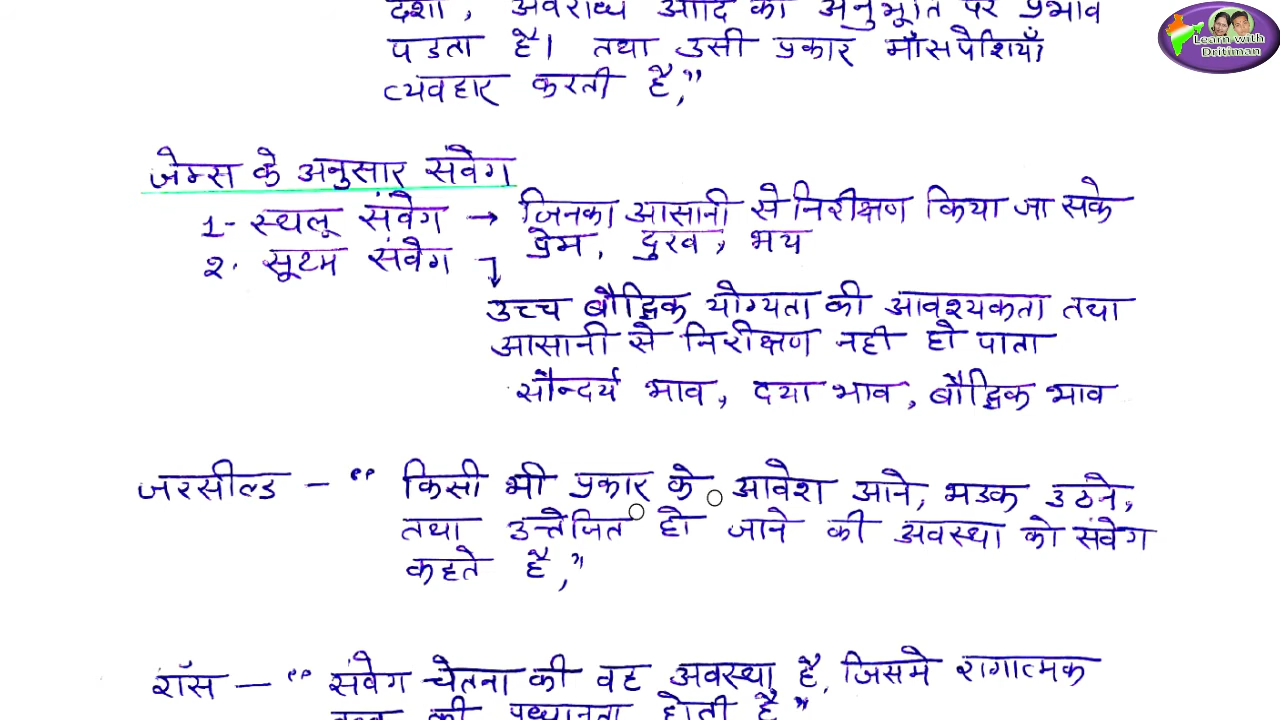 दशा, अवरोध आदि का अनुभूति पर प्रभाव
पडता है। तथा उसी प्रकार माँसपेशियाँ
व्यवहार करती है,"
Learn with
Dritiman
जेम्स के अनुसार संवेग
1- स्थलू संवेग → जिनका आसानी से निरीक्षण किया जा सके
प्रेम, दुख, भय
२. सूक्ष्म संवेग
उच्च बौद्धिक योग्यता की आवश्यकता तथा
आसानी से निरीक्षण नही हो पाता
सौन्दर्य भाव, दया भाव, बौद्धिक भाव
जरसील्ड – "किसी भी प्रकार के आवेश आने, भडक उठने,
तथा उत्तेजित हो जाने की अवस्था को संवेग
कहते है,"
रॉस – "संवेग चेतना की वह अवस्था है, जिसमे रागात्मक
की प्रधानता होती है"